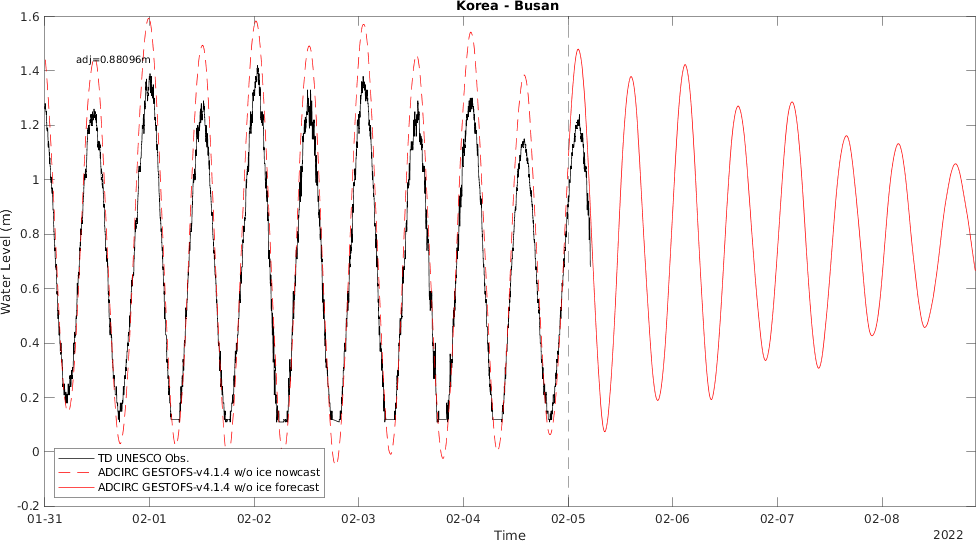 Korea - Busan
1.6
1.4
1.2
1
0.8
0.6
0.4
0.2
0
-0.2
Water Level (m)
adj=0.88096m
TD UNESCO Obs.
ADCIRC GESTOFS-v4.1.4 w/o ice nowcast
ADCIRC GESTOFS-v4.1.4 w/o ice forecast
01-31 02-01 02-02 02-03 02-04 02-05 02-06 02-07 02-08
Time
2022